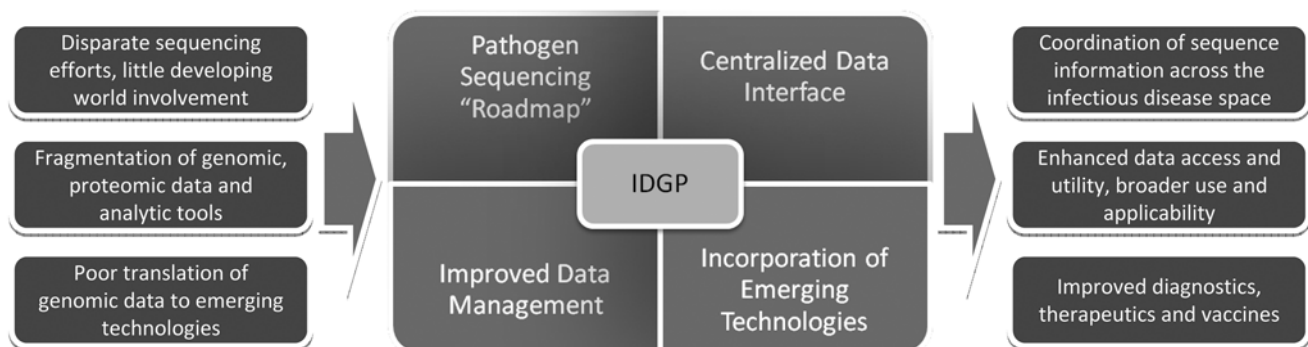 Disparate sequencing
efforts, little developing
world involvement
Fragmentation of genomic,
proteomic data and
analytic tools
Poor translation of
genomic data to emerging
technologies
Pathogen
Sequencing
“Roadmap”
Centralized Data
Interface
IDGP
Improved Data
Management
Incorporation of
Emerging
Technologies
Coordination of sequence
information across the
infectious disease space
Enhanced data access and
utility, broader use and
applicability
Improved diagnostics,
therapeutics and vaccines